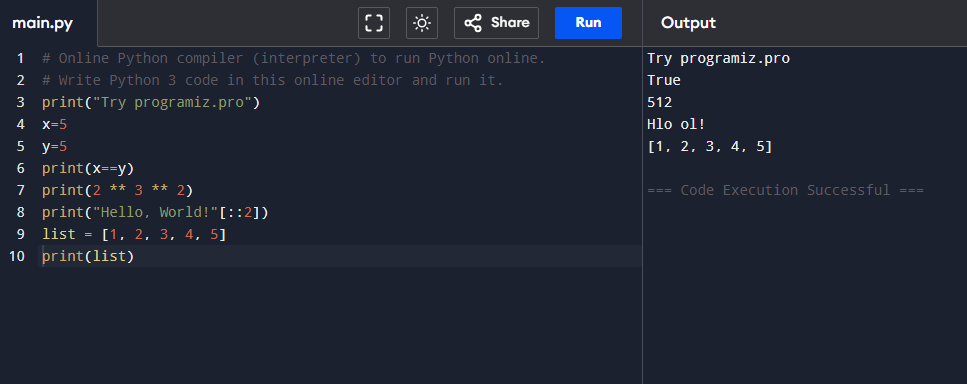 main.py Share Run Output
1 # Online Python compiler (interpreter) to run Python online.
2 # Write Python 3 code in this online editor and run it.
3 print("Try programiz.pro")
4 x=5
5 y=5
6 print(x==y)
7 print(2 ** 3 ** 2)
8 print("Hello, World!"[::2])
9 list = [1, 2, 3, 4, 5]
10 print(list)
Try programiz.pro
True
512
Hlo ol!
[1, 2, 3, 4, 5]
=== Code Execution Successful ===